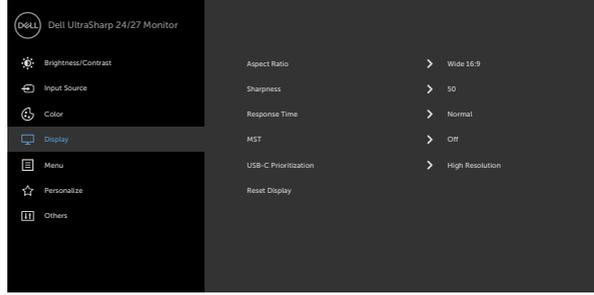 DELL Dell UltraSharp 24/27 Monitor
Brightness/Contrast
Input Source
Color
Display
Menu
Personalize
Others
Aspect Ratio Wide 16:9
Sharpness 50
Response Time Normal
MST Off
USB-C Prioritization High Resolution
Reset Display